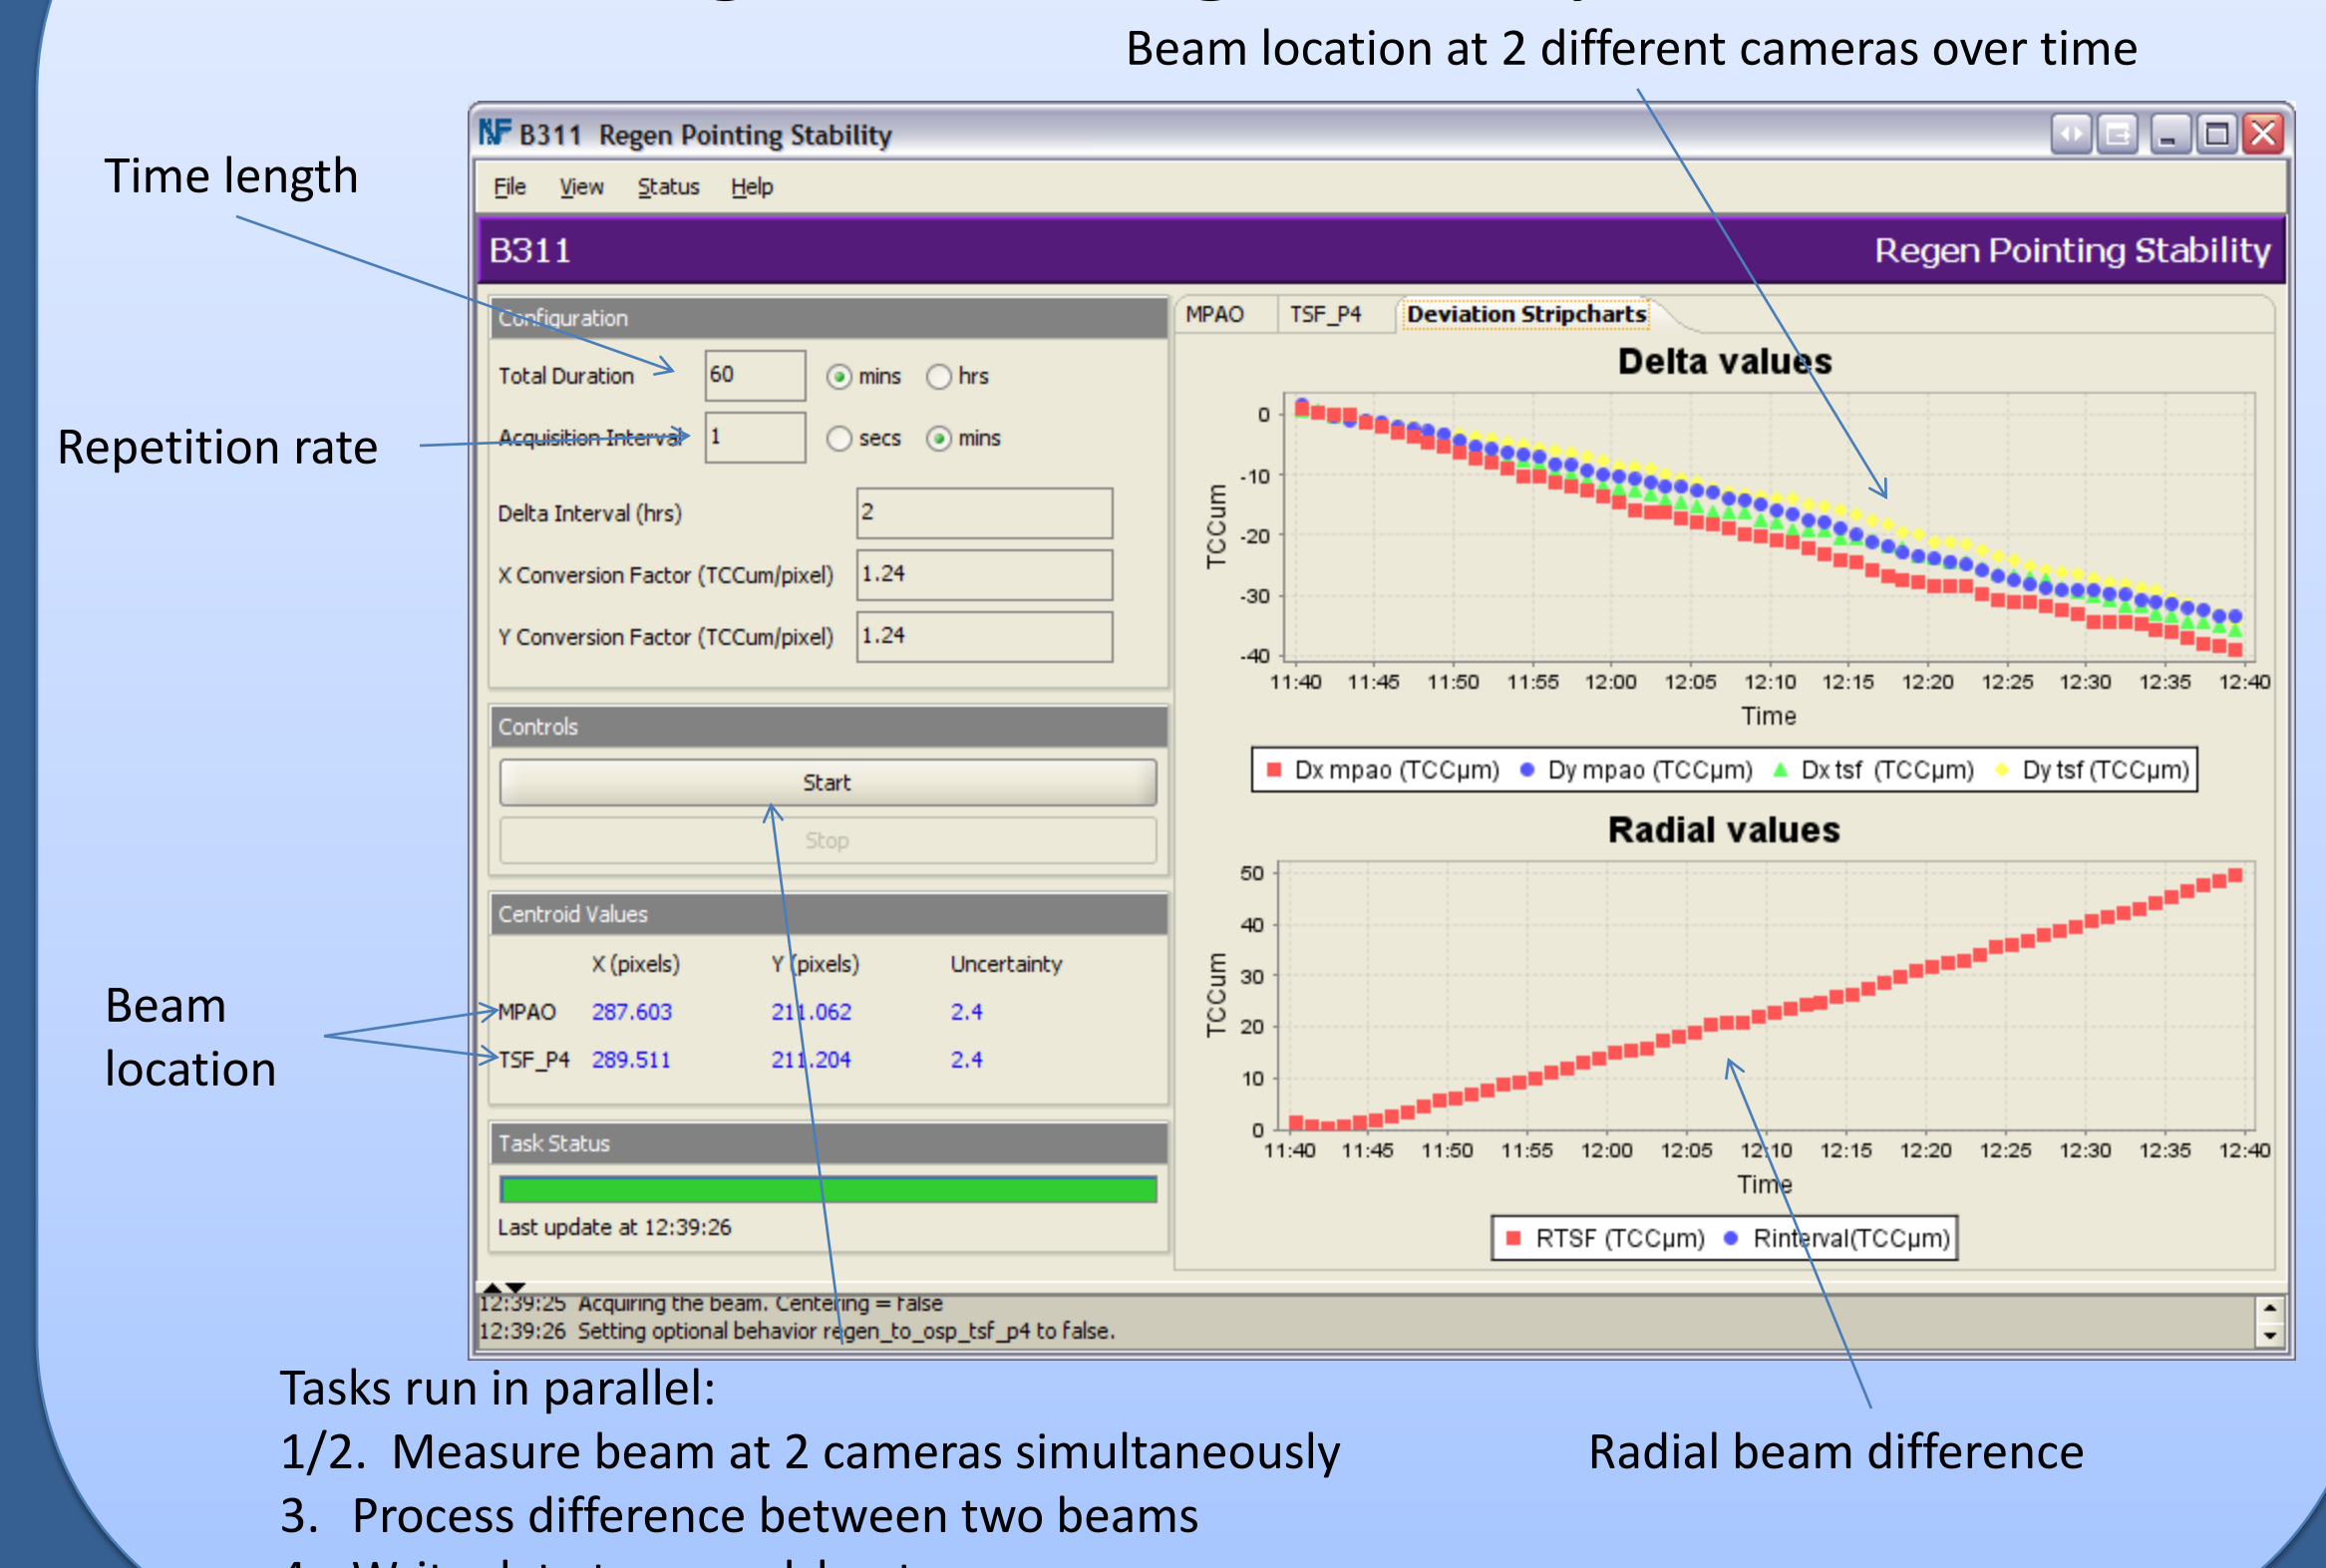 Beam location at 2 different cameras over time
Time length
Repetition rate
Beam
location
NF B311 Regen Pointing Stability
File View Status Help
B311 Regen Pointing Stability
Configuration
Total Duration 60 mins hrs
Acquisition Interval 1 secs mins
Delta Interval (hrs) 2
X Conversion Factor (TCCum/pixel) 1.24
Y Conversion Factor (TCCum/pixel) 1.24
Controls
Start
Stop
Centroid Values
X (pixels) Y (pixels) Uncertainty
MPAO 287.603 211.062 2.4
TSF_P4 289.511 211.204 2.4
Task Status
Last update at 12:39:26
MPAO TSF_P4 Deviation Stripcharts
Delta values
0
-10
-20
-30
-40
TCCum
11:40 11:45 11:50 11:55 12:00 12:05 12:10 12:15 12:20 12:25 12:30 12:35 12:40
Time
Dx mpao (TCCµm) Dy mpao (TCCµm) Dx tsf (TCCµm) Dy tsf (TCCµm)
Radial values
50
40
30
20
10
0
TCCum
11:40 11:45 11:50 11:55 12:00 12:05 12:10 12:15 12:20 12:25 12:30 12:35 12:40
Time
RTSF (TCCµm) Rinterval(TCCµm)
12:39:25 Acquiring the beam. Centering = false
12:39:26 Setting optional behavior regen_to_osp_tsf_p4 to false.
Tasks run in parallel:
1/2. Measure beam at 2 cameras simultaneously
3. Process difference between two beams
Radial beam difference